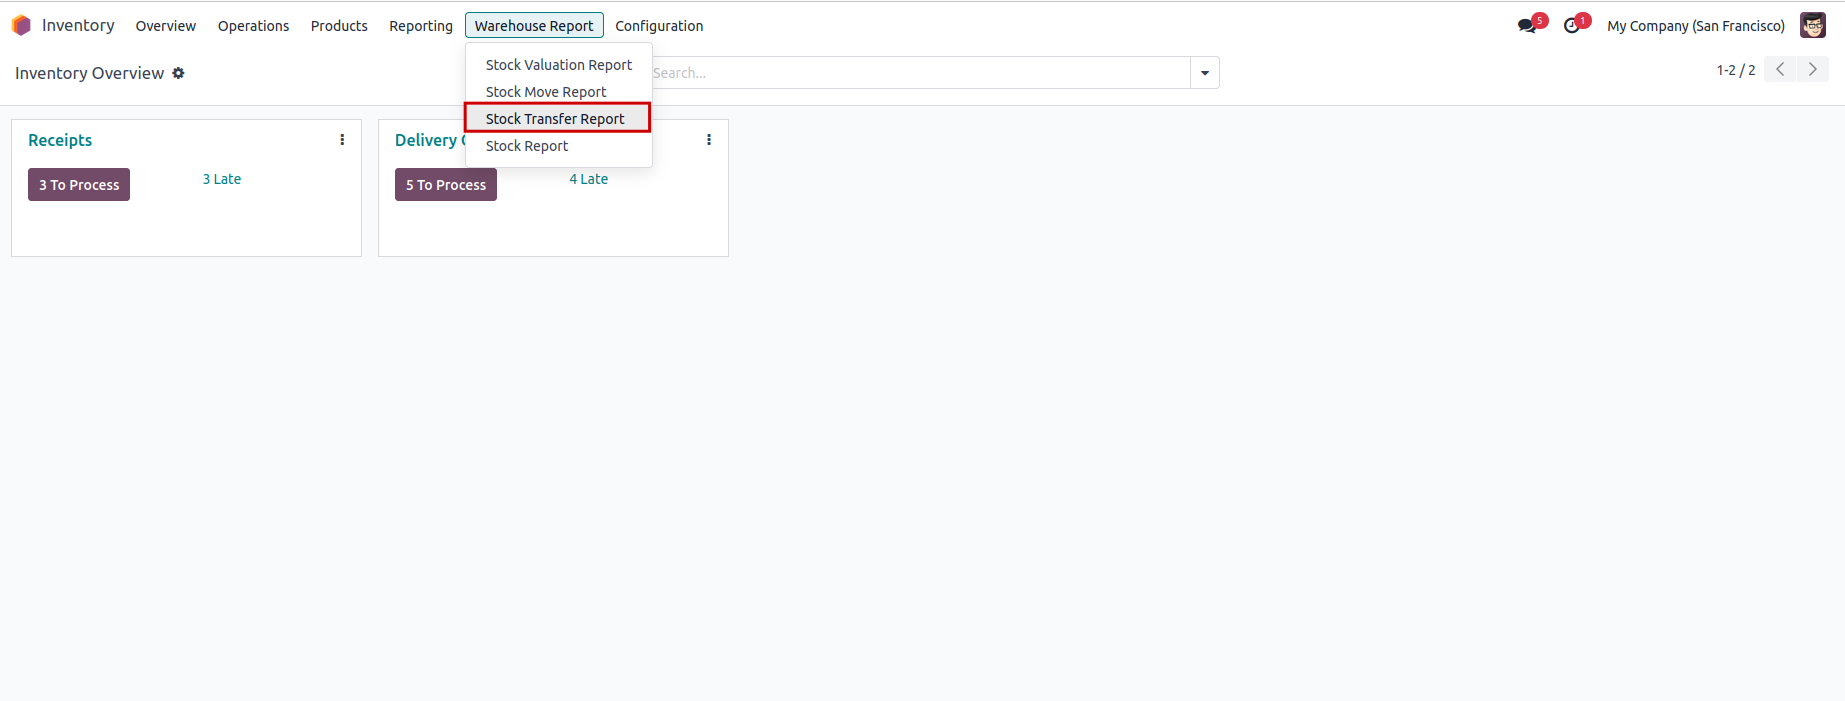 Inventory Overview Operations Products Reporting Warehouse Report Configuration 5 1 My Company (San Francisco)
Inventory Overview Search... 1-2 / 2
Stock Valuation Report
Stock Move Report
Stock Transfer Report
Stock Report
Receipts
3 To Process 3 Late
Delivery
5 To Process 4 Late